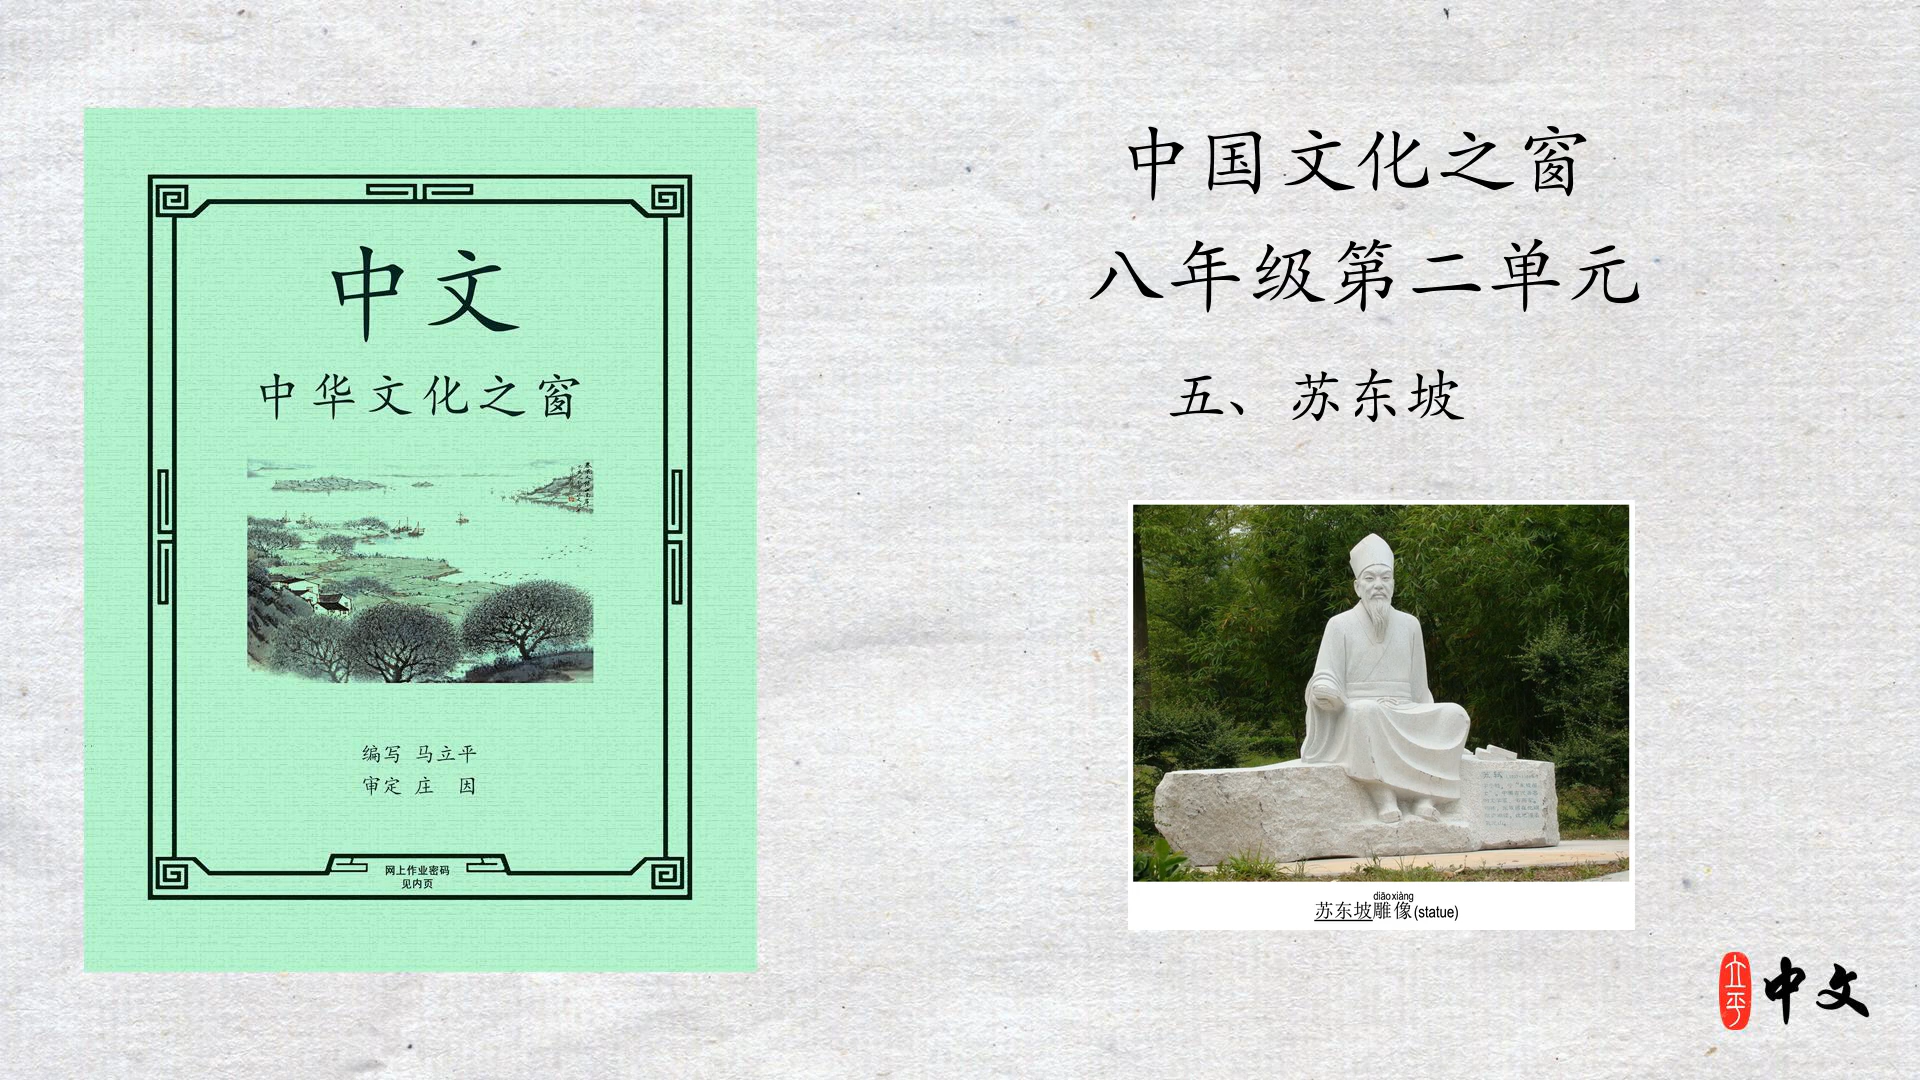 中文
中华文化之窗
编写 马立平
审定 庄 因
网上作业密码
见内页
中国文化之窗
八年级第二单元
五、苏东坡
diāo xiàng
苏东坡雕像(statue)
立平
中文